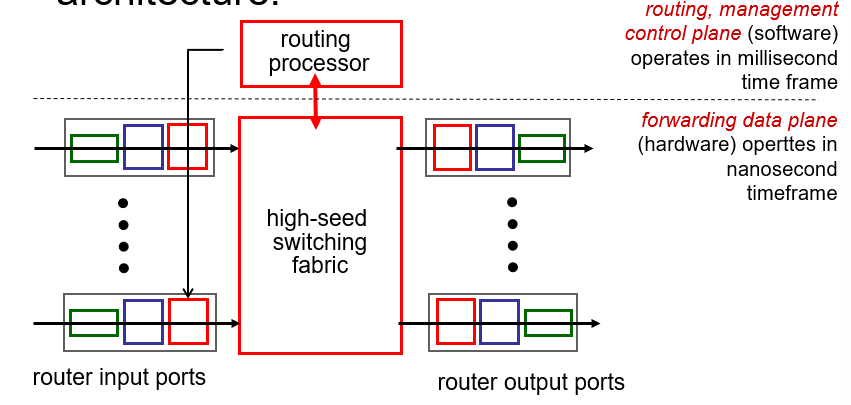 architecture:
routing, management
control plane (software)
operates in millisecond
time frame
routing
processor
forwarding data plane
(hardware) operttes in
nanosecond
timeframe
high-seed
switching
fabric
router input ports
router output ports